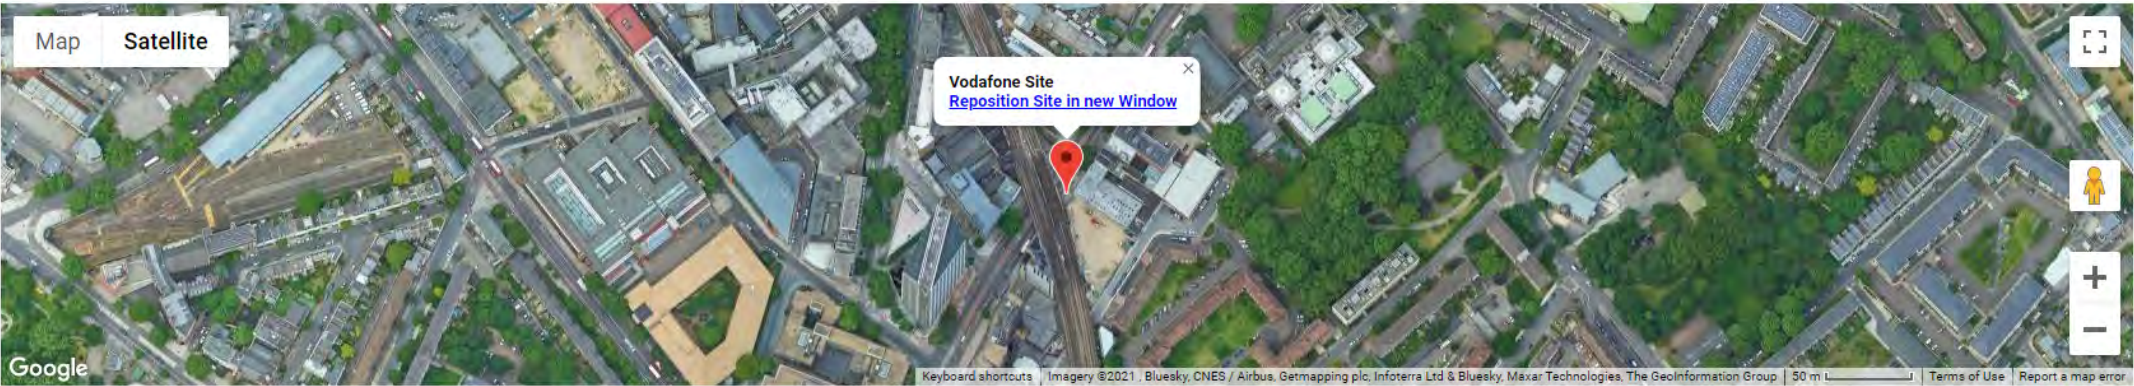 Map Satellite
Vodafone Site
Reposition Site in new Window
Google
Keyboard shortcuts Imagery ©2021 , Bluesky, CNES / Airbus, Getmapping plc, Infoterra Ltd & Bluesky, Maxar Technologies, The GeoInformation Group 50 m Terms of Use Report a map error